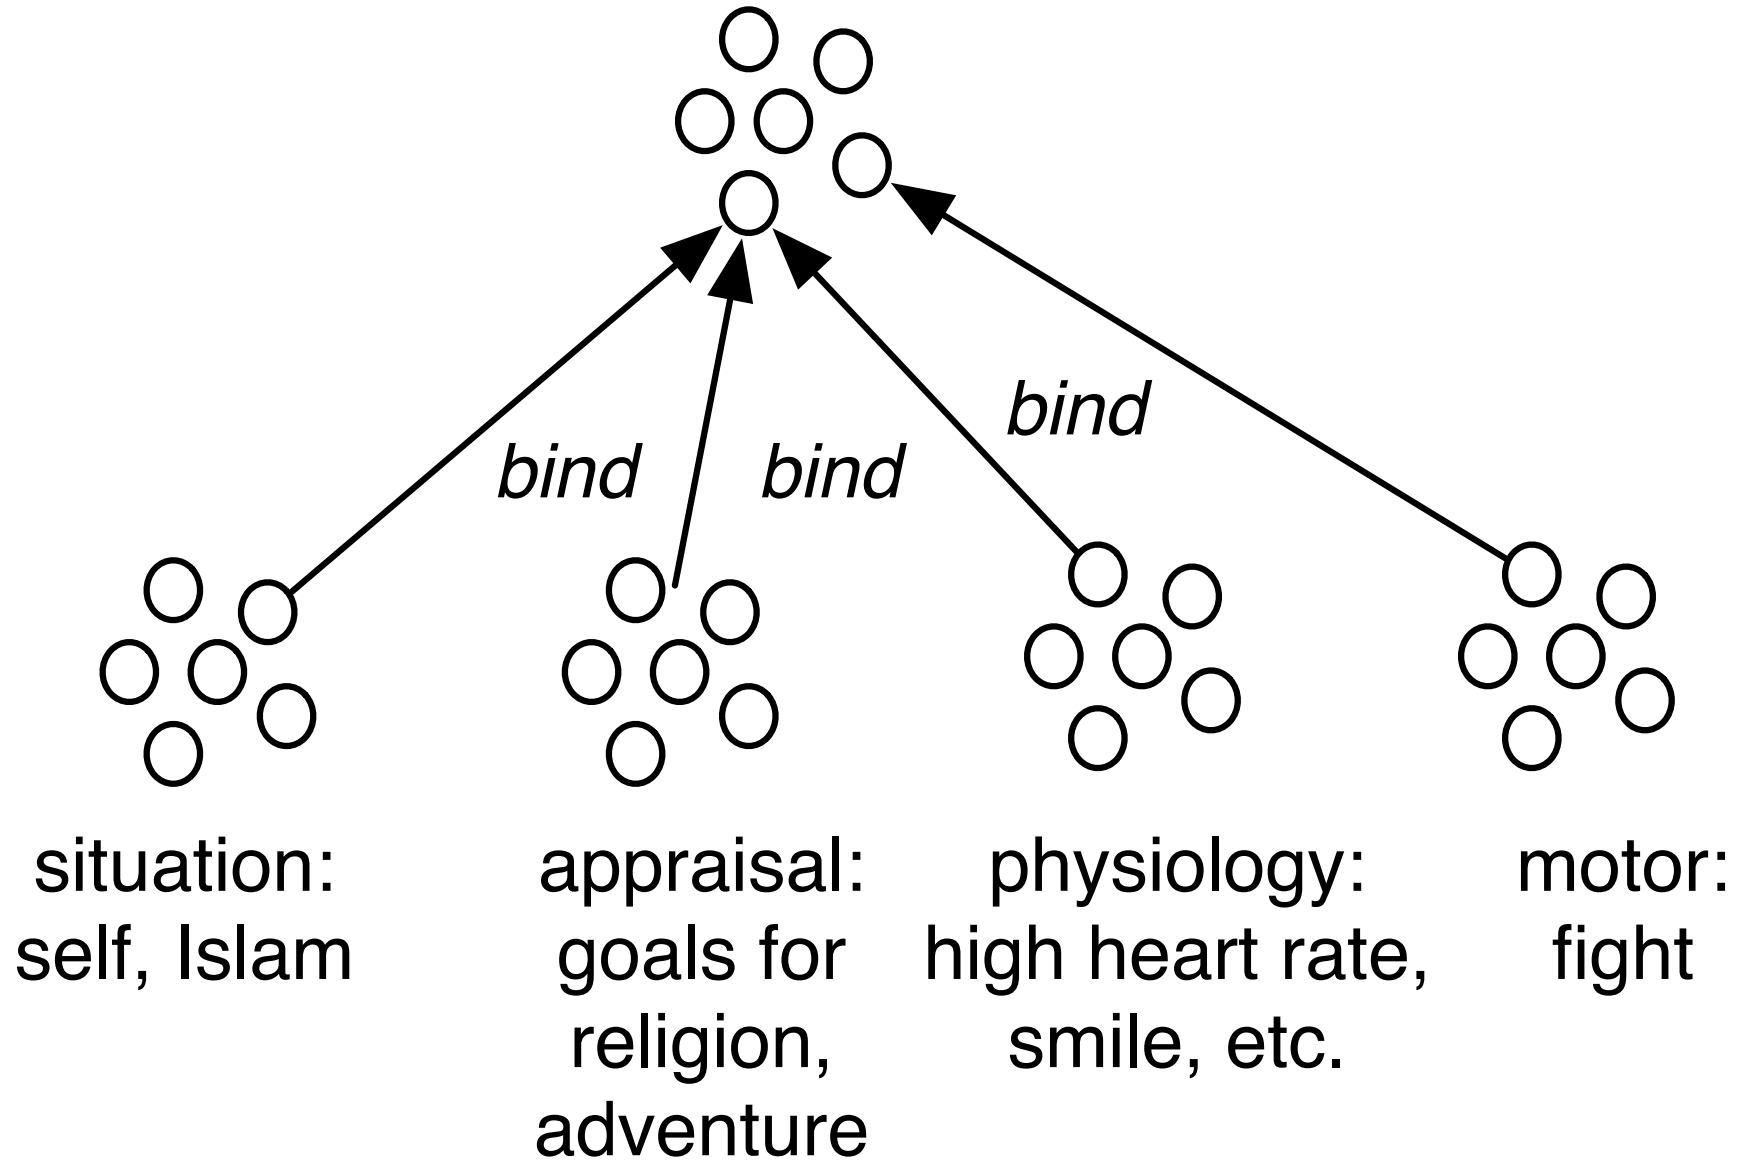 bind
bind
bind
situation:
self, Islam
appraisal:
goals for
religion,
adventure
physiology:
high heart rate,
smile, etc.
motor:
fight